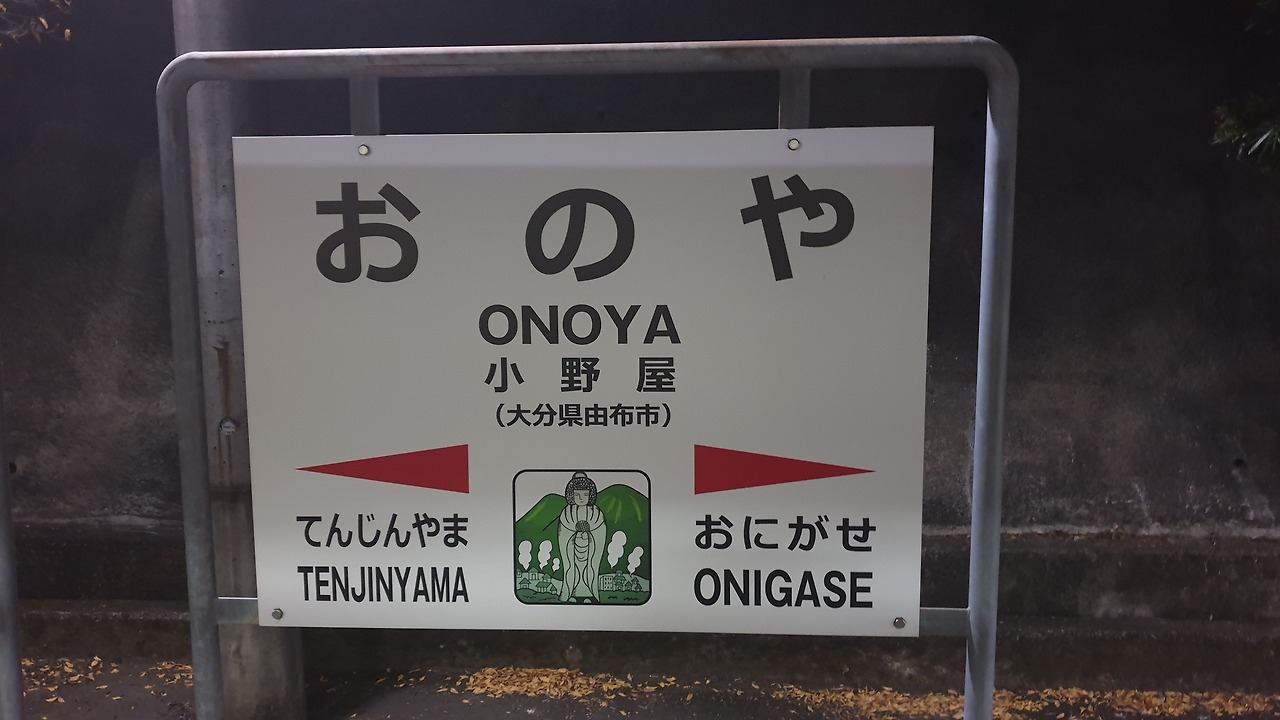 おのや
ONOYA
小野屋
（大分県由布市）
てんじんやま
TENJINYAMA
おにがせ
ONIGASE